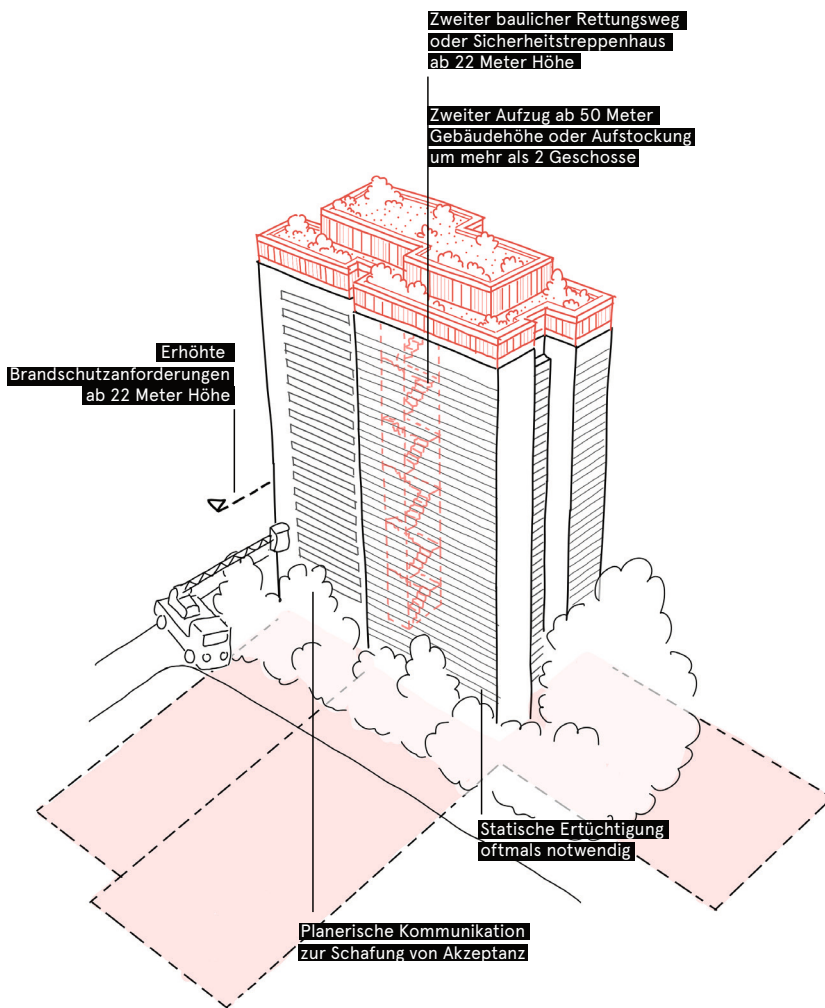 Zweiter baulicher Rettungsweg
oder Sicherheitstreppenhaus
ab 22 Meter Höhe
Zweiter Aufzug ab 50 Meter
Gebäudehöhe oder Aufstockung
um mehr als 2 Geschosse
Erhöhte
Brandschutzanforderungen
ab 22 Meter Höhe
Statische Ertüchtigung
oftmals notwendig
Planerische Kommunikation
zur Schafung von Akzeptanz